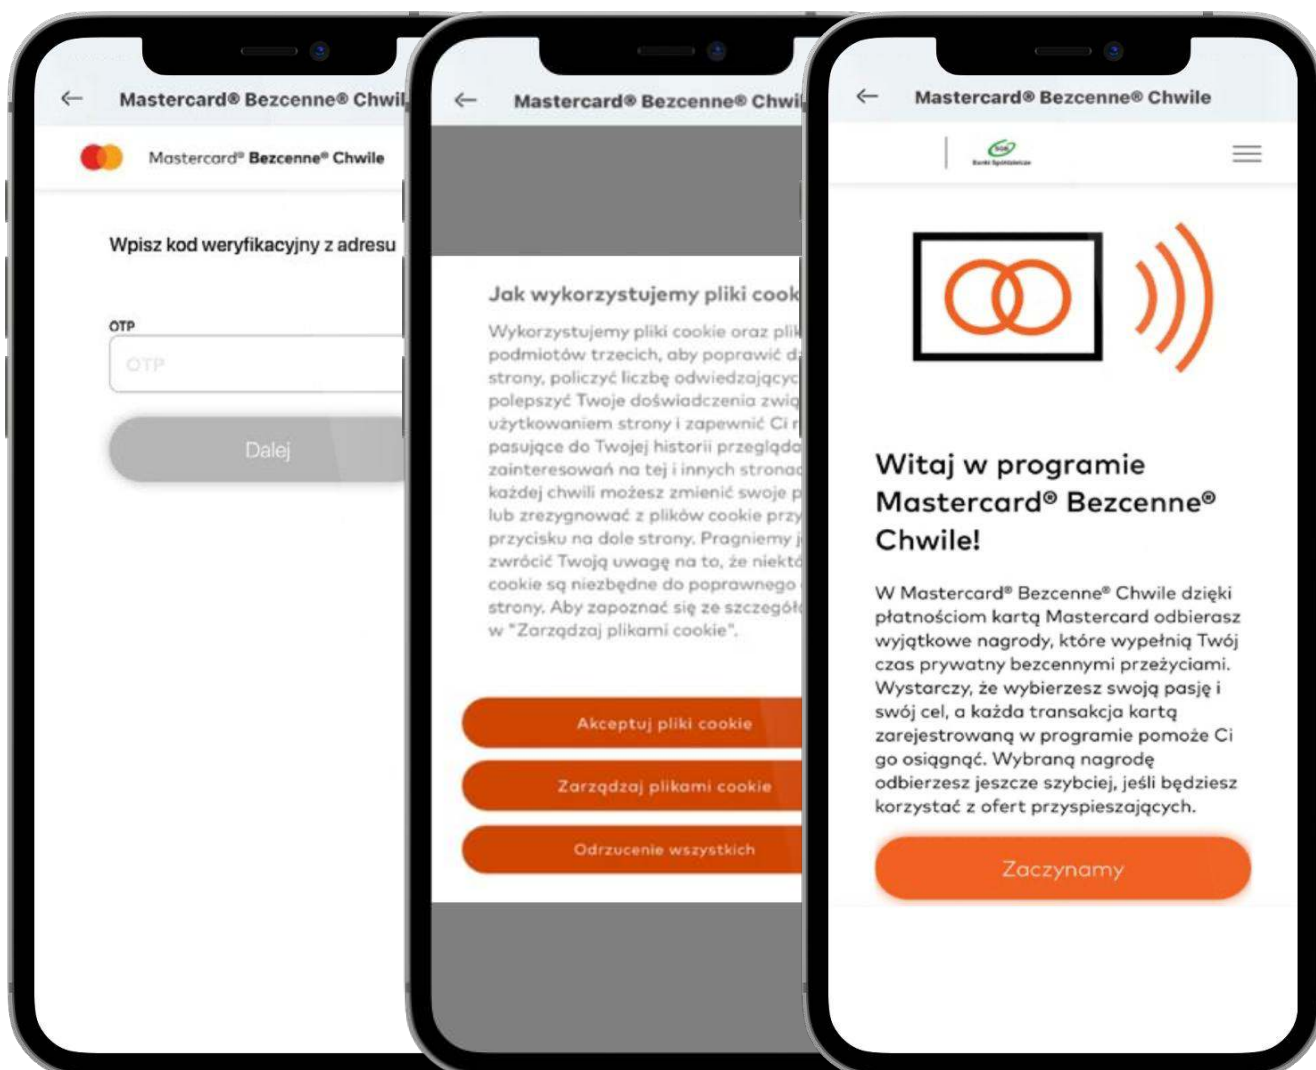 Mastercard® Bezcenne® Chwil
Mastercard® Bezcenne® Chwile
Wpisz kod weryfikacyjny z adresu
OTP
OTP
Dalej
Mastercard® Bezcenne® Chwi
Jak wykorzystujemy pliki cook
Wykorzystujemy pliki cookie oraz plik
podmiotów trzecich, aby poprawić d
strony, policzyć liczbę odwiedzającyc
polepszyć Twoje doświadczenia zwią
użytkowaniem strony i zapewnić Ci r
pasujące do Twojej historii przegląda
zainteresowań na tej i innych stronac
każdej chwili możesz zmienić swoje p
lub zrezygnować z plików cookie przy
przycisku na dole strony. Pragniemy j
zwrócić Twoją uwagę na to, że niektó
cookie są niezbędne do poprawnego
strony. Aby zapoznać się ze szczegóło
w "Zarządzaj plikami cookie".
Akceptuj pliki cookie
Zarządzaj plikami cookie
Odrzucenie wszystkich
Mastercard® Bezcenne® Chwile
SGB
Banki Spółdzielcze
Witaj w programie
Mastercard® Bezcenne®
Chwile!
W Mastercard® Bezcenne® Chwile dzięki
płatnościom kartą Mastercard odbierasz
wyjątkowe nagrody, które wypełnią Twój
czas prywatny bezcennymi przeżyciami.
Wystarczy, że wybierzesz swoją pasję i
swój cel, a każda transakcja kartą
zarejestrowaną w programie pomoże Ci
go osiągnąć. Wybraną nagrodę
odbierzesz jeszcze szybciej, jeśli będziesz
korzystać z ofert przyspieszających.
Zaczynamy